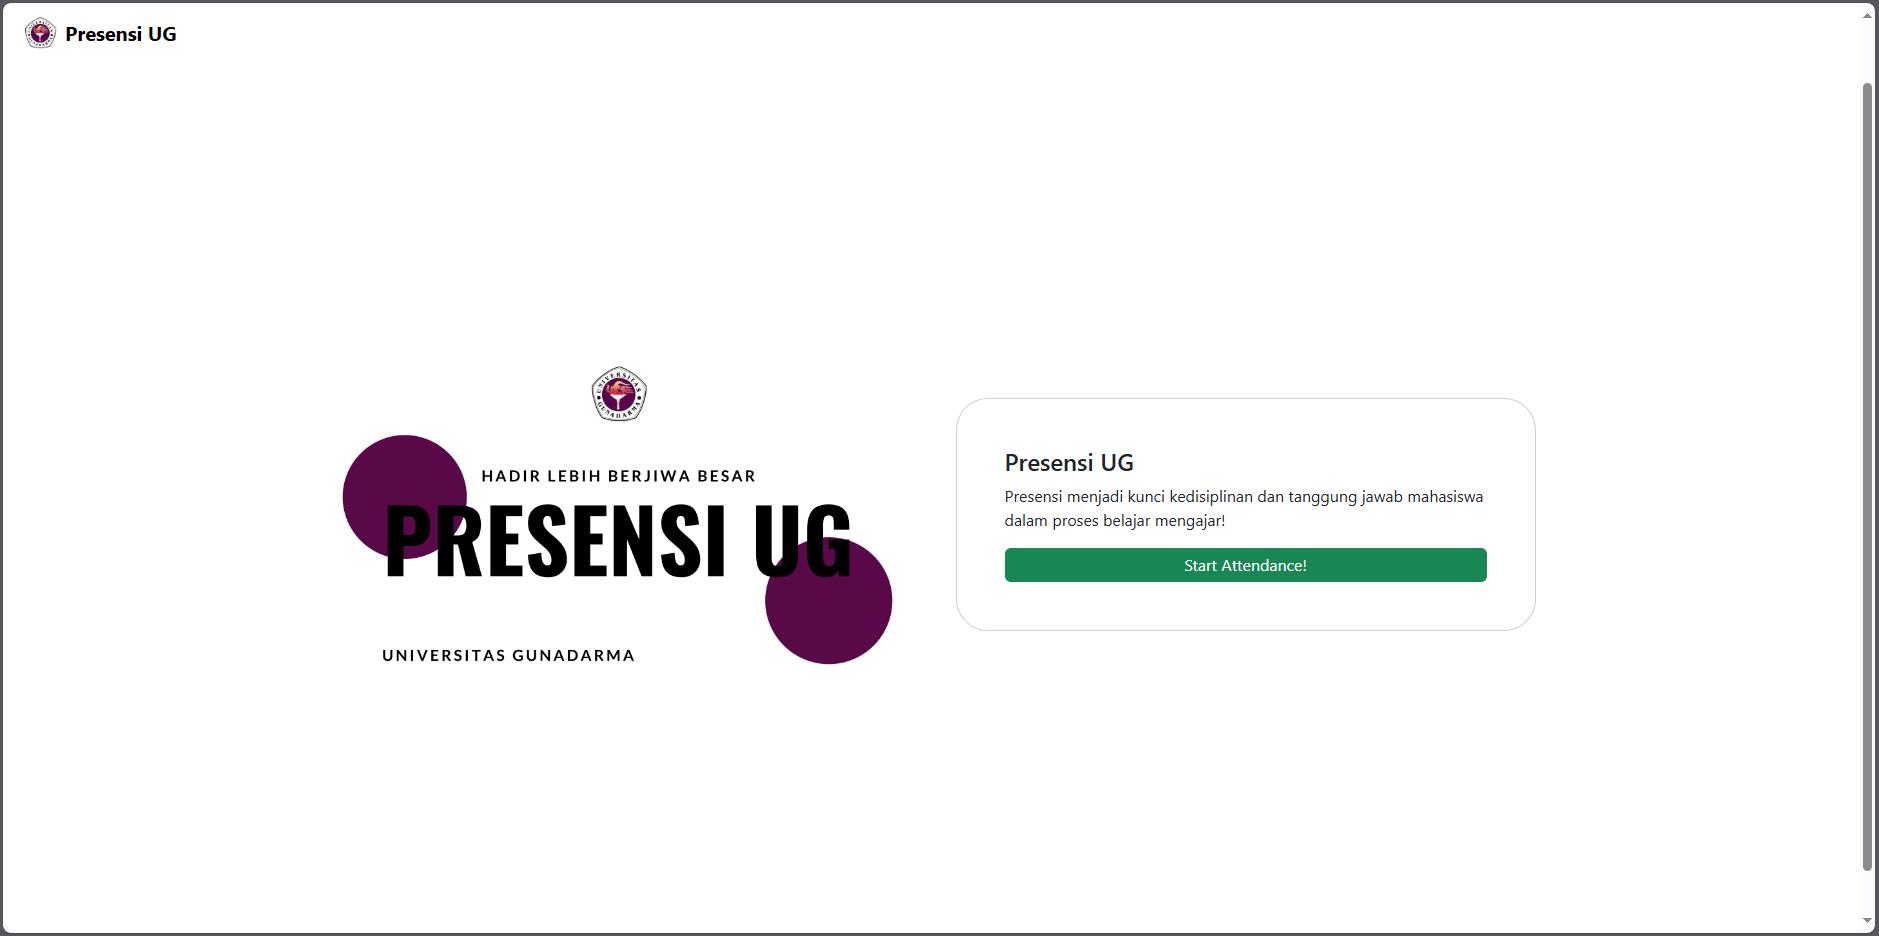 Presensi UG
UNIVERSITAS
GUNADARMA
HADIR LEBIH BERJIWA BESAR
PRESENSI UG
UNIVERSITAS GUNADARMA
Presensi UG
Presensi menjadi kunci kedisiplinan dan tanggung jawab mahasiswa
dalam proses belajar mengajar!
Start Attendance!